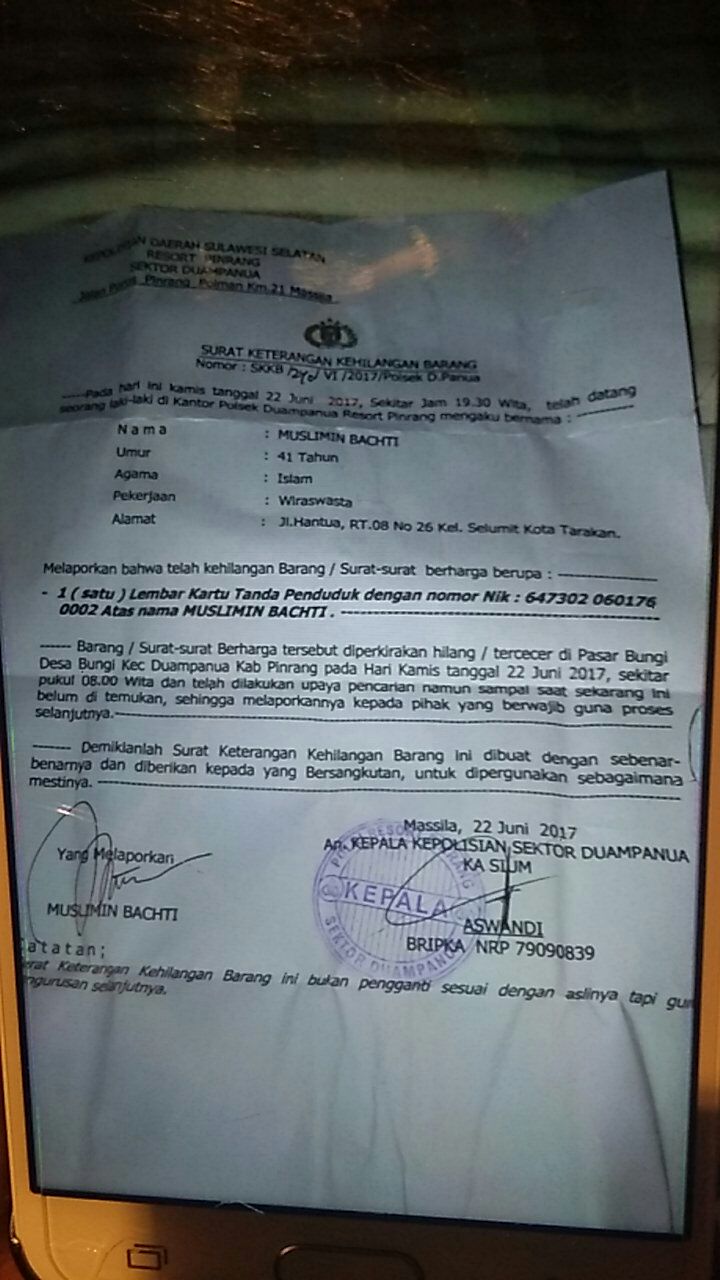 KEPOLISIAN DAERAH SULAWESI SELATAN
RESORT PINRANG
SEKTOR DUAMPANUA
Jalan Poros Pinrang Polman Km.21 Massila
SURAT KETERANGAN KEHILANGAN BARANG
Nomor : SKKB / VI /2017/Polsek D.Panua
------Pada hari ini kamis tanggal 22 Juni 2017, Sekitar Jam 19.30 Wita, telah datang
seorang laki-laki di Kantor Polsek Duampanua Resort Pinrang mengaku bernama : ---------
N a m a : MUSLIMIN BACHTI
Umur : 41 Tahun
Agama : Islam
Pekerjaan : Wiraswasta
Alamat : Jl.Hantua, RT.08 No 26 Kel. Selumit Kota Tarakan.
Melaporkan bahwa telah kehilangan Barang / Surat-surat berharga berupa : ---------------
- 1 ( satu ) Lembar Kartu Tanda Penduduk dengan nomor Nik : 647302 060176
0002 Atas nama MUSLIMIN BACHTI . ---------------------------------------------
------ Barang / Surat-surat Berharga tersebut diperkirakan hilang / tercecer di Pasar Bungi
Desa Bungi Kec Duampanua Kab Pinrang pada Hari Kamis tanggal 22 Juni 2017, sekitar
pukul 08.00 Wita dan telah dilakukan upaya pencarian namun sampai saat sekarang ini
belum di temukan, sehingga melaporkannya kepada pihak yang berwajib guna proses
selanjutnya.---------------------------------------------------------------
------- Demikianlah Surat Keterangan Kehilangan Barang ini dibuat dengan sebenar-
benarnya dan diberikan kepada yang Bersangkutan, untuk dipergunakan sebagaimana
mestinya. ---------------------------------------------------------------
Massila, 22 Juni 2017
An. KEPALA KEPOLISIAN SEKTOR DUAMPANUA
KA SIUM
Yang Melaporkan
KEPALA
SEKTOR DUAMPANUA
MUSLIMIN BACHTI
ASWANDI
BRIPKA NRP 79090839
atatan;
rat Keterangan Kehilangan Barang ini bukan pengganti sesuai dengan aslinya tapi gu
ngurusan selanjutnya.